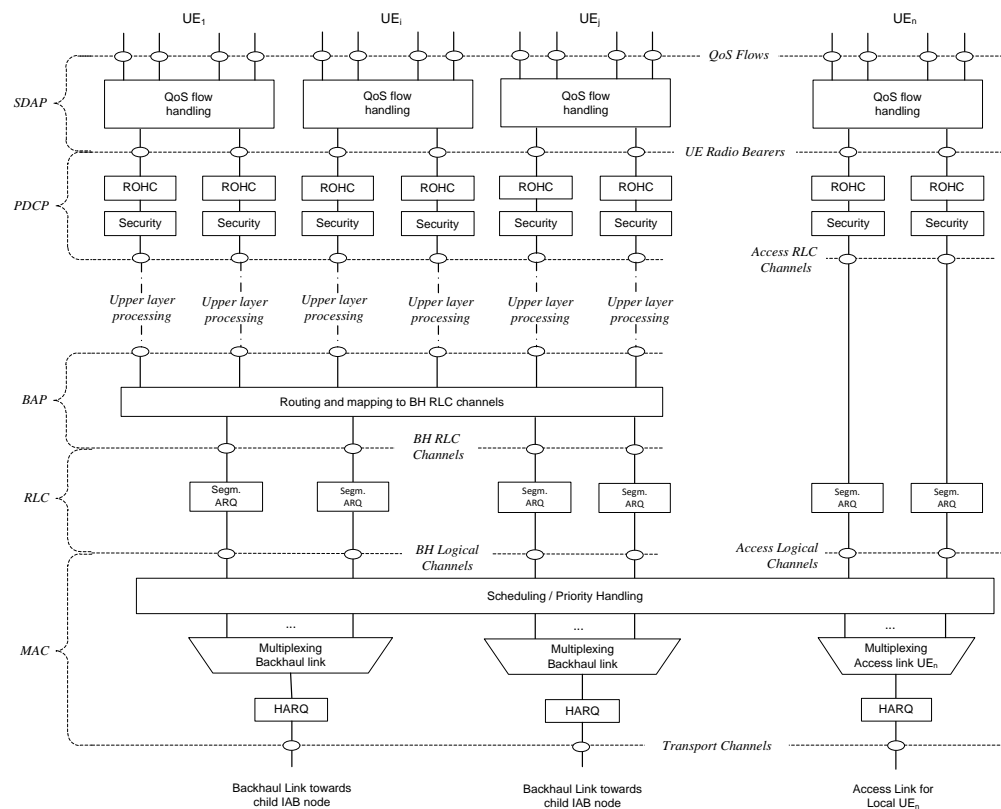 UE1
UEi
UEj
UEn
QoS Flows
QoS flow
handling
QoS flow
handling
QoS flow
handling
QoS flow
handling
SDAP
UE Radio Bearers
ROHC
ROHC
ROHC
ROHC
ROHC
ROHC
ROHC
ROHC
PDCP
Security
Security
Security
Security
Security
Security
Security
Security
Access RLC
Channels
Upper layer
processing
Upper layer
processing
Upper layer
processing
Upper layer
processing
Upper layer
processing
Upper layer
processing
BAP
Routing and mapping to BH RLC channels
BH RLC
Channels
RLC
Segm.
ARQ
Segm.
ARQ
Segm.
ARQ
Segm.
ARQ
Segm.
ARQ
Segm.
ARQ
BH Logical
Channels
Access Logical
Channels
Scheduling / Priority Handling
...
...
...
MAC
Multiplexing
Backhaul link
Multiplexing
Backhaul link
Multiplexing
Access link UEn
HARQ
HARQ
HARQ
Transport Channels
Backhaul Link towards
child IAB node
Backhaul Link towards
child IAB node
Access Link for
Local UEn